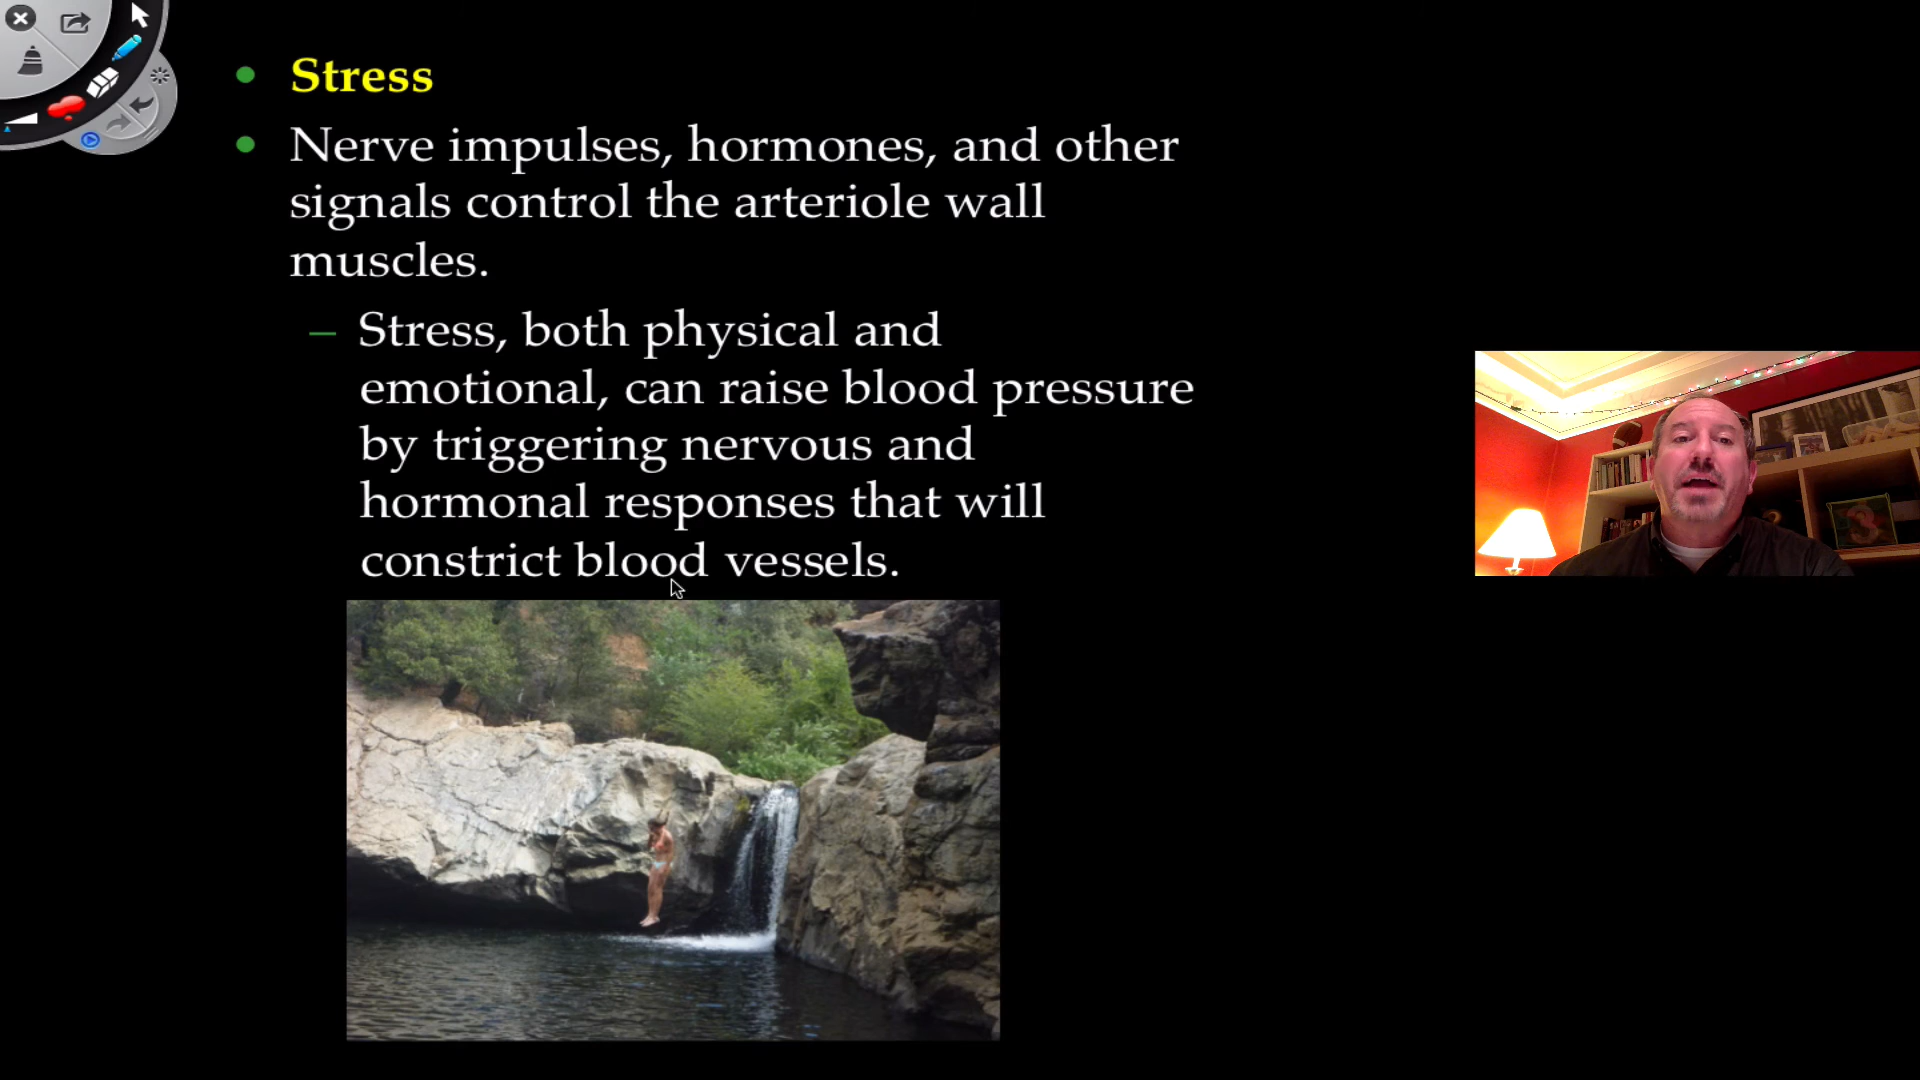 Stress
Nerve impulses, hormones, and other
signals control the arteriole wall
muscles.
– Stress, both physical and
emotional, can raise blood pressure
by triggering nervous and
hormonal responses that will
constrict blood vessels.